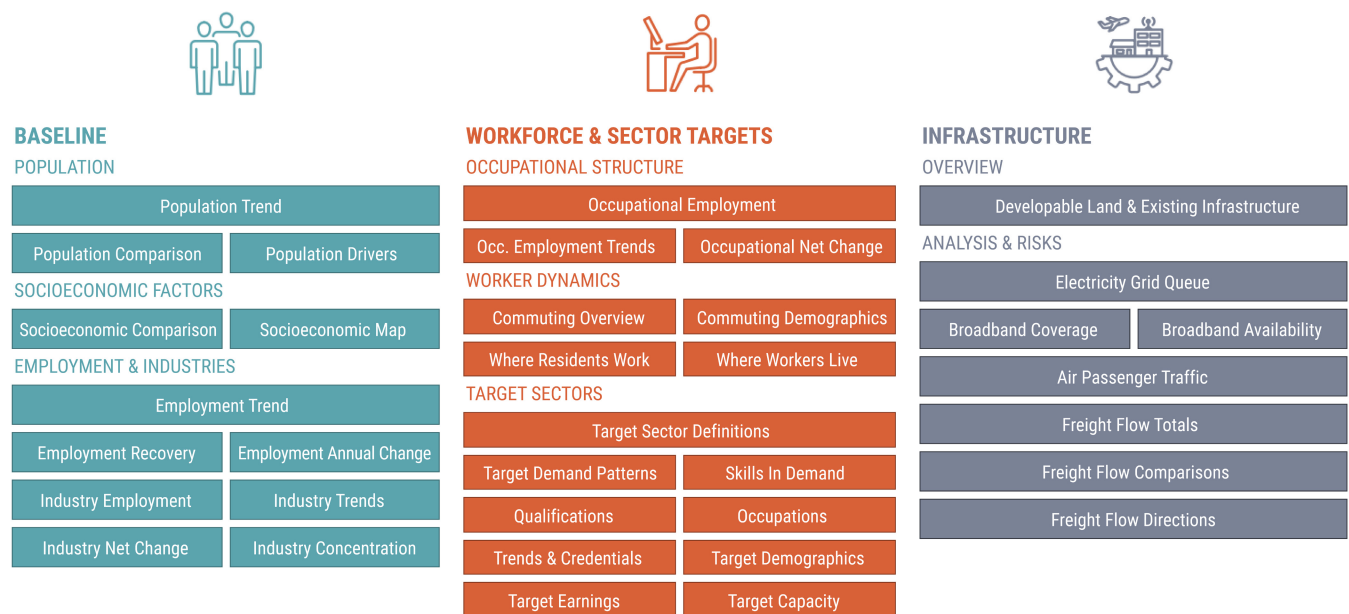 BASELINE
POPULATION
Population Trend
Population Comparison
Population Drivers
SOCIOECONOMIC FACTORS
Socioeconomic Comparison
Socioeconomic Map
EMPLOYMENT & INDUSTRIES
Employment Trend
Employment Recovery
Employment Annual Change
Industry Employment
Industry Trends
Industry Net Change
Industry Concentration
WORKFORCE & SECTOR TARGETS
OCCUPATIONAL STRUCTURE
Occupational Employment
Occ. Employment Trends
Occupational Net Change
WORKER DYNAMICS
Commuting Overview
Commuting Demographics
Where Residents Work
Where Workers Live
TARGET SECTORS
Target Sector Definitions
Target Demand Patterns
Skills In Demand
Qualifications
Occupations
Trends & Credentials
Target Demographics
Target Earnings
Target Capacity
INFRASTRUCTURE
OVERVIEW
Developable Land & Existing Infrastructure
ANALYSIS & RISKS
Electricity Grid Queue
Broadband Coverage
Broadband Availability
Air Passenger Traffic
Freight Flow Totals
Freight Flow Comparisons
Freight Flow Directions